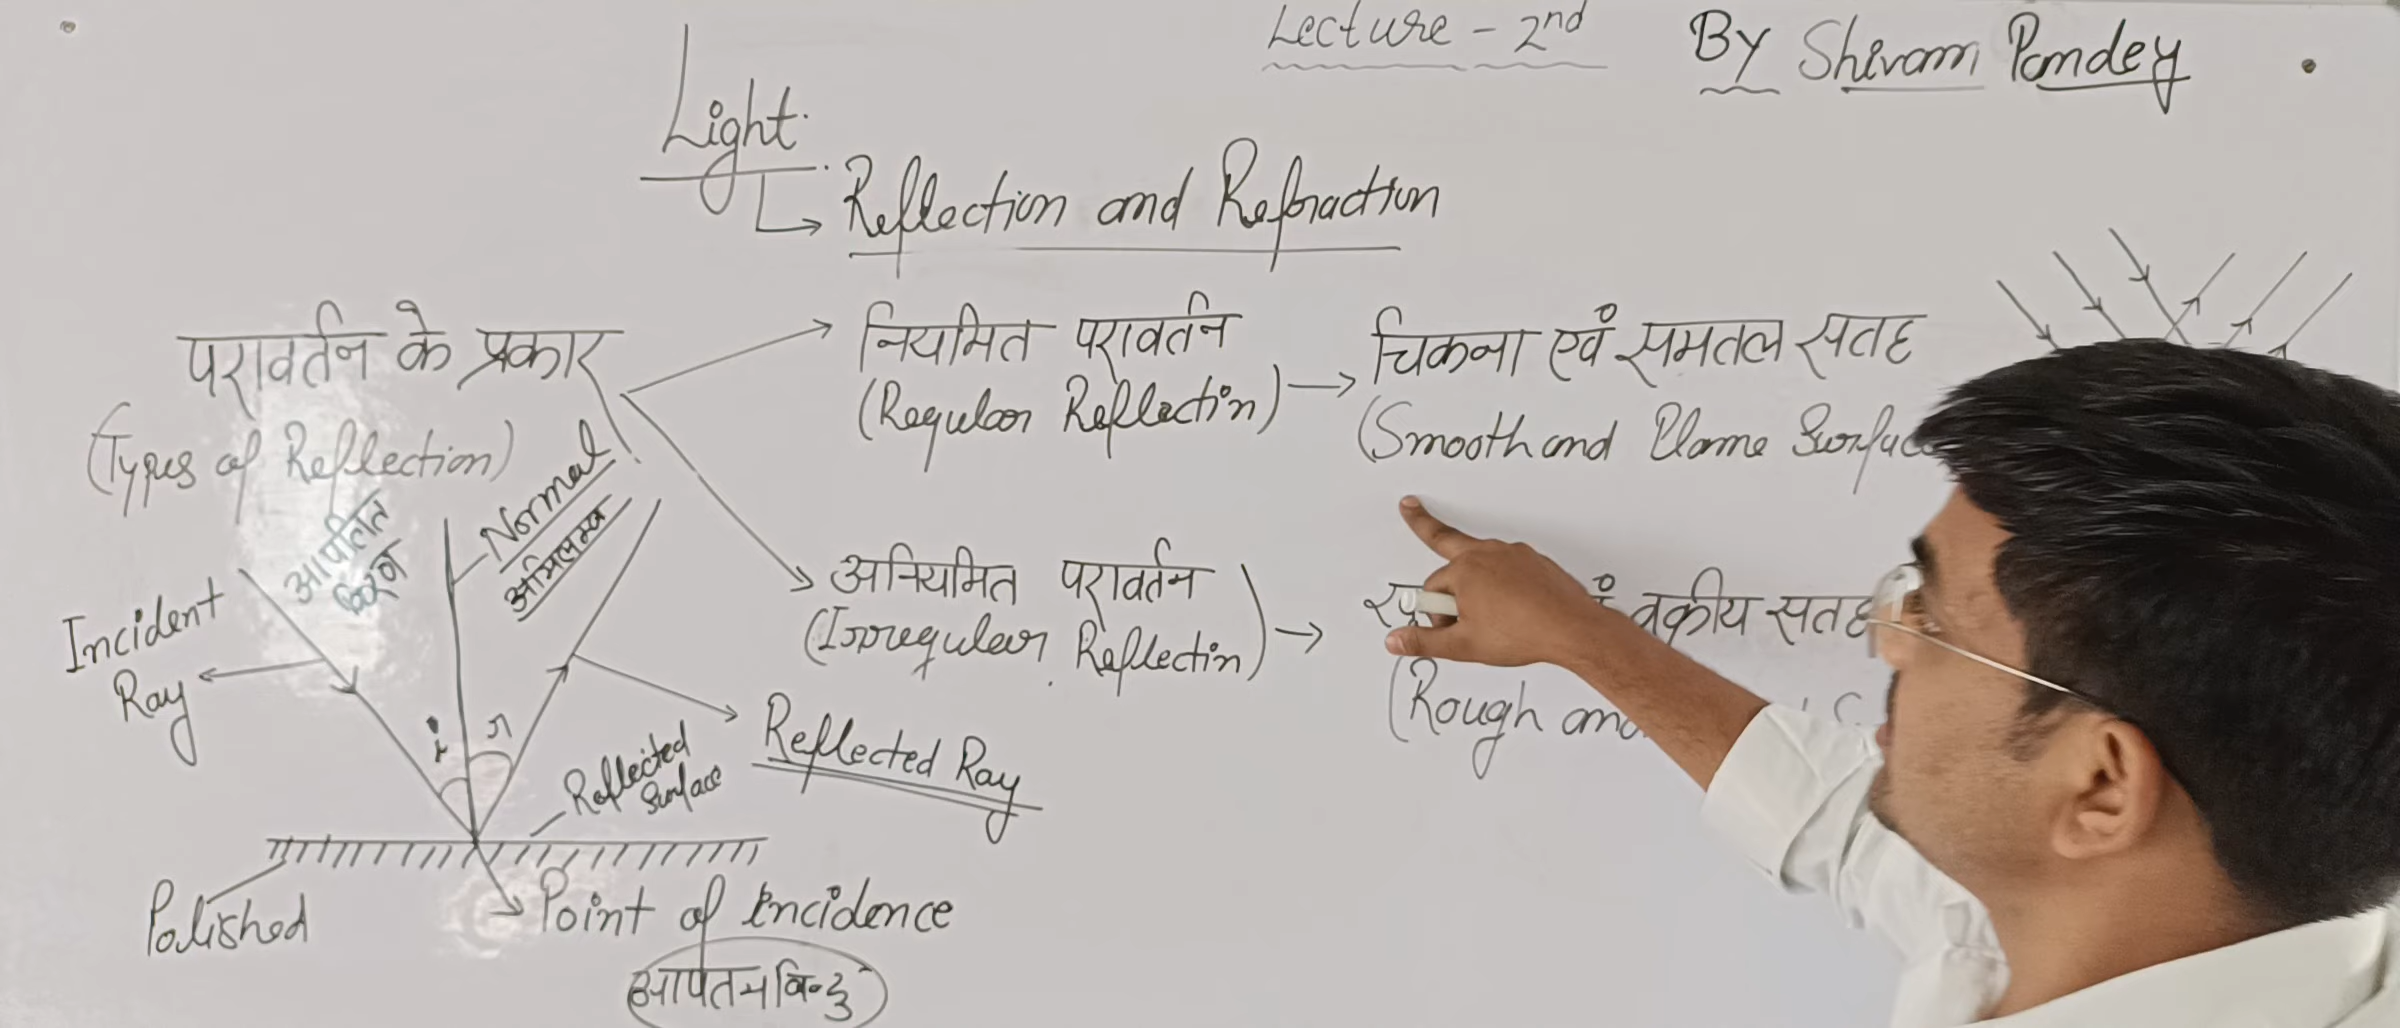 Lecture - 2nd
By Shivam Pandey
Light
Reflection and Refraction
परावर्तन के प्रकार
(Types of Reflection)
नियमित परावर्तन
(Regular Reflection)
चिकना एवं समतल सतह
(Smooth and Plane Surface
अनियमित परावर्तन
(Irregular Reflection)
वक्रीय सतह
(Rough and
Normal
अभिलम्ब
आपतित
किरण
Incident
Ray
i
r
Reflected Ray
Reflected
Surface
Polished
Point of incidence
आपतन बिन्दु